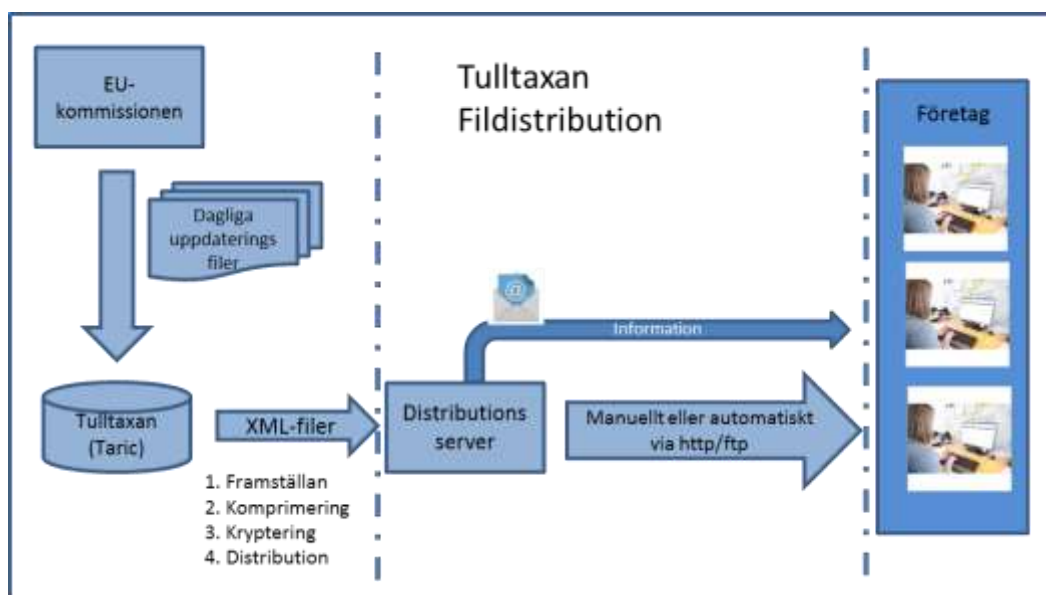 EU-
kommissionen
Tulltaxan
Fildistribution
Företag
Dagliga
uppdaterings
filer
@
Information
Tulltaxan
(Taric)
XML-filer
Distributions
server
Manuellt eller automatiskt
via http/ftp
1. Framställan
2. Komprimering
3. Kryptering
4. Distribution